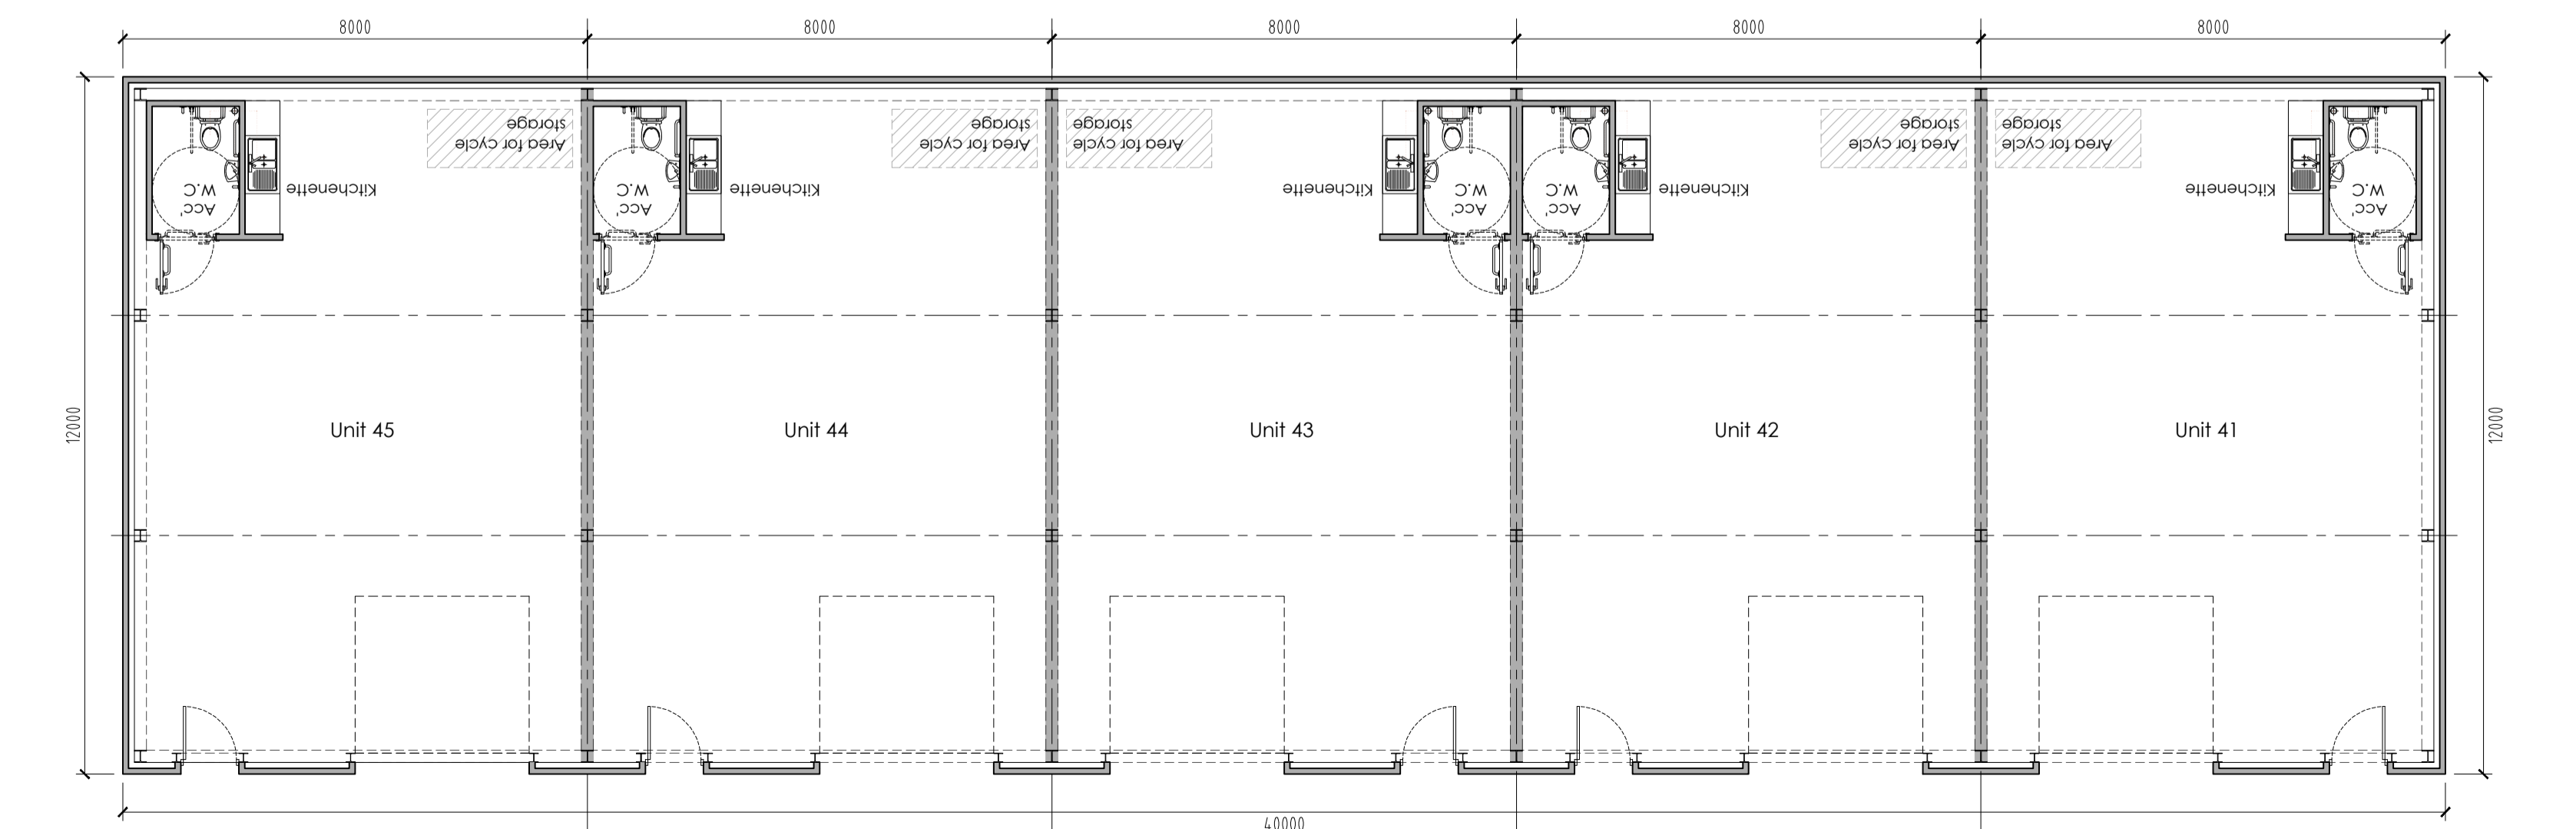 8000
8000
8000
8000
8000
Area for cycle
storage
Area for cycle
storage
Area for cycle
storage
Area for cycle
storage
Area for cycle
storage
Acc'
W.C
Kitchenette
Acc'
W.C
Kitchenette
Kitchenette
Acc'
W.C
Acc'
W.C
Kitchenette
Kitchenette
Acc'
W.C
12000
Unit 45
Unit 44
Unit 43
Unit 42
Unit 41
12000
40000